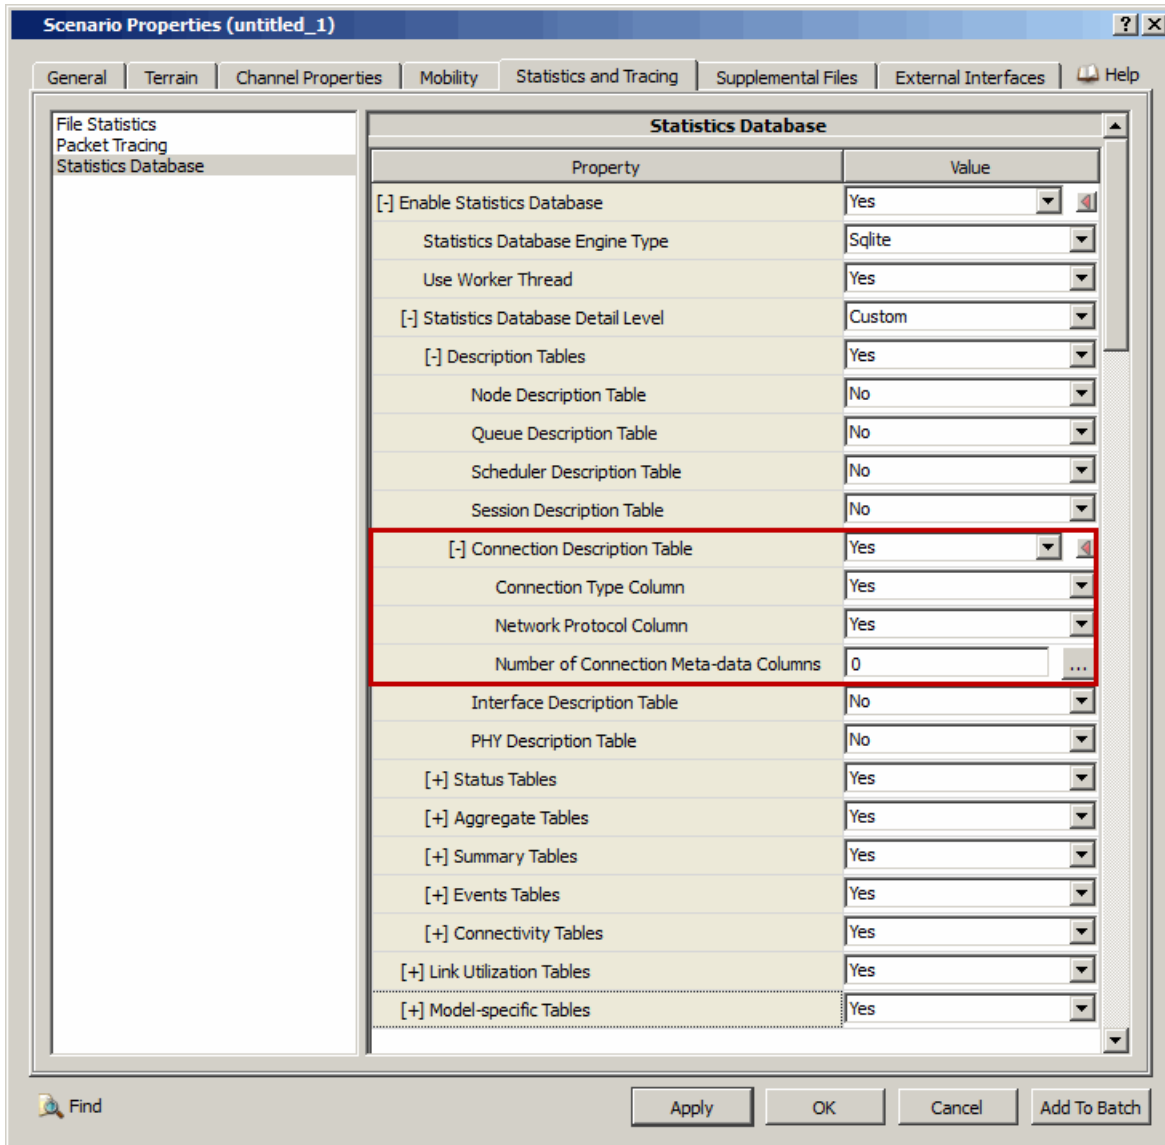 Scenario Properties (untitled_1)
General Terrain Channel Properties Mobility Statistics and Tracing Supplemental Files External Interfaces Help
File Statistics
Packet Tracing
Statistics Database
Statistics Database
Property Value
[-] Enable Statistics Database Yes
Statistics Database Engine Type Sqlite
Use Worker Thread Yes
[-] Statistics Database Detail Level Custom
[-] Description Tables Yes
Node Description Table No
Queue Description Table No
Scheduler Description Table No
Session Description Table No
[-] Connection Description Table Yes
Connection Type Column Yes
Network Protocol Column Yes
Number of Connection Meta-data Columns 0 ...
Interface Description Table No
PHY Description Table No
[+] Status Tables Yes
[+] Aggregate Tables Yes
[+] Summary Tables Yes
[+] Events Tables Yes
[+] Connectivity Tables Yes
[+] Link Utilization Tables Yes
[+] Model-specific Tables Yes
Find Apply OK Cancel Add To Batch